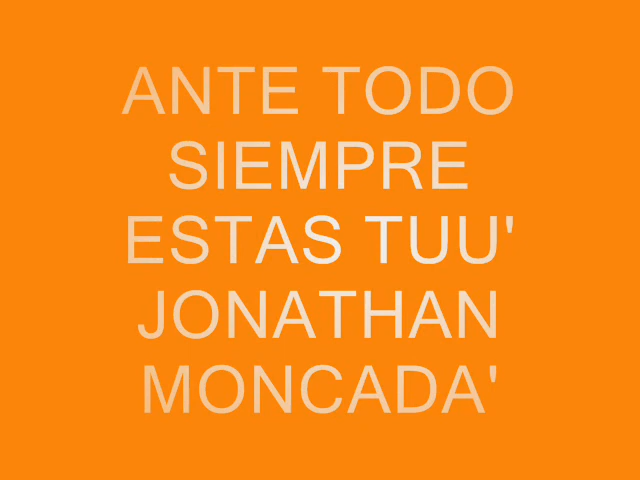 ANTE TODO
SIEMPRE
ESTAS TUU'
JONATHAN
MONCADA'